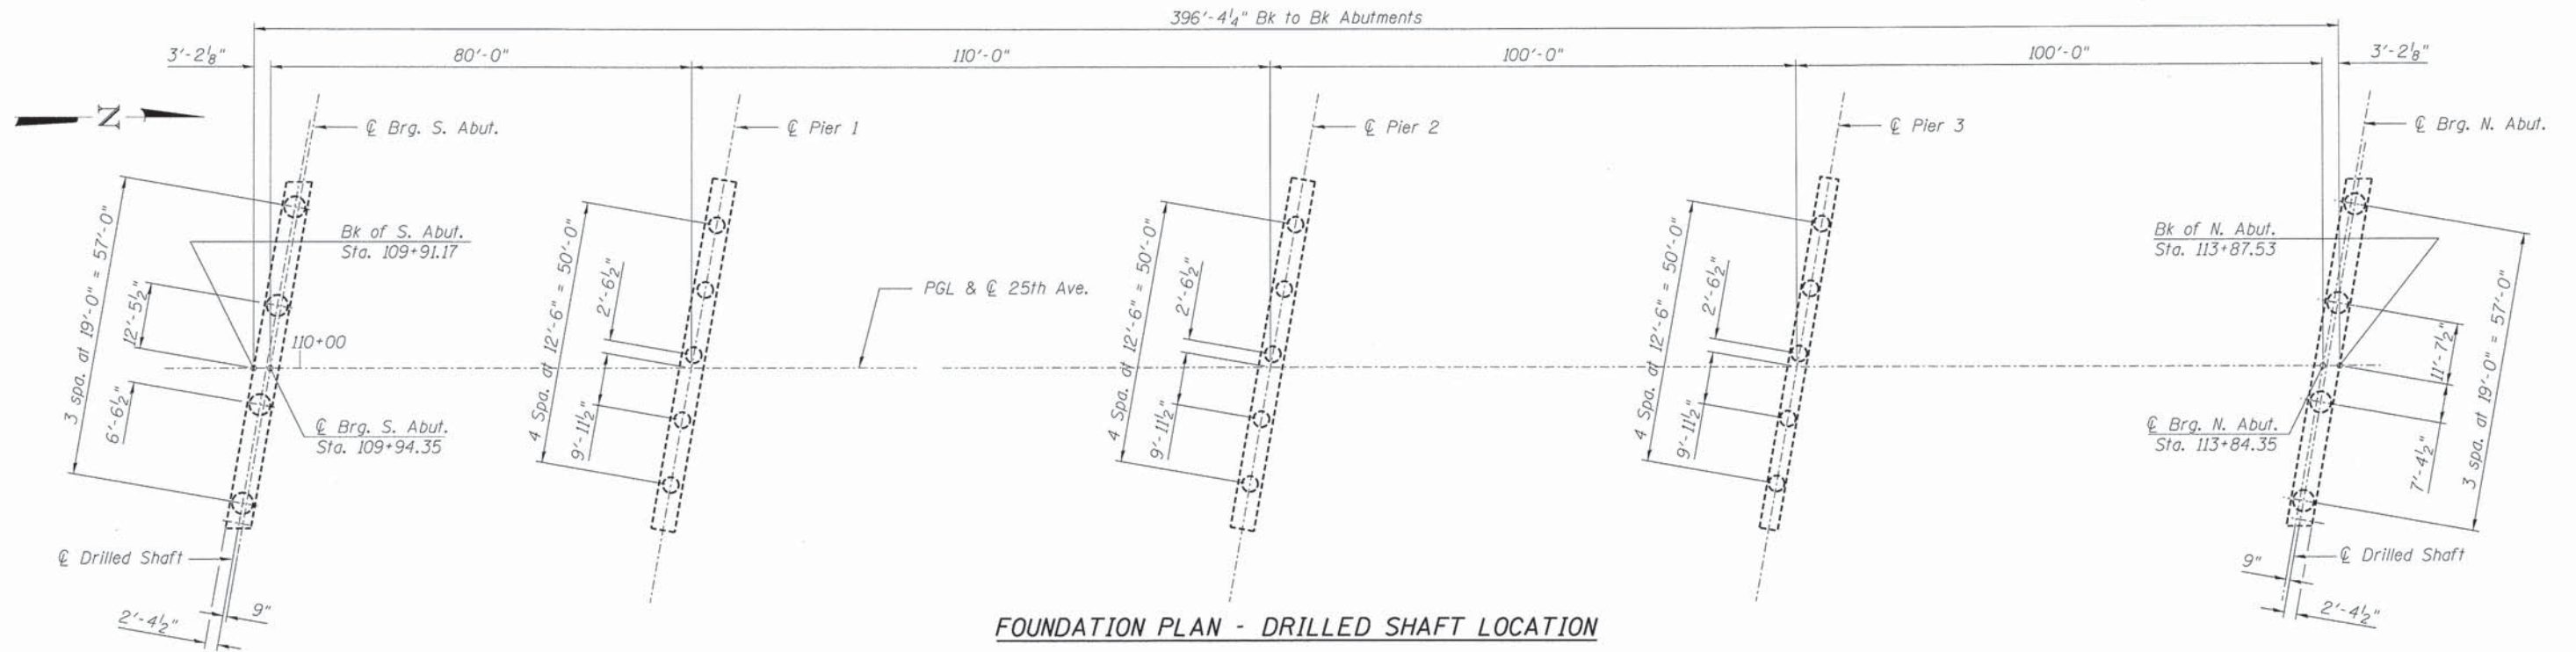 396'-4¼" Bk to Bk Abutments
3'-2⅛"
80'-0"
110'-0"
100'-0"
100'-0"
3'-2⅛"
N
℄ Brg. S. Abut.
℄ Pier 1
℄ Pier 2
℄ Pier 3
℄ Brg. N. Abut.
3 spa. at 19'-0" = 57'-0"
Bk of S. Abut.
Sta. 109+91.17
12'-5½"
6'-6½"
110+00
℄ Brg. S. Abut.
Sta. 109+94.35
4 Spa. at 12'-6" = 50'-0"
2'-6½"
9'-11½"
PGL & ℄ 25th Ave.
4 Spa. at 12'-6" = 50'-0"
2'-6½"
9'-11½"
4 Spa. at 12'-6" = 50'-0"
2'-6½"
9'-11½"
Bk of N. Abut.
Sta. 113+87.53
℄ Brg. N. Abut.
Sta. 113+84.35
11'-7½"
7'-4½"
3 spa. at 19'-0" = 57'-0"
℄ Drilled Shaft
9"
2'-4½"
℄ Drilled Shaft
9"
2'-4½"
FOUNDATION PLAN - DRILLED SHAFT LOCATION